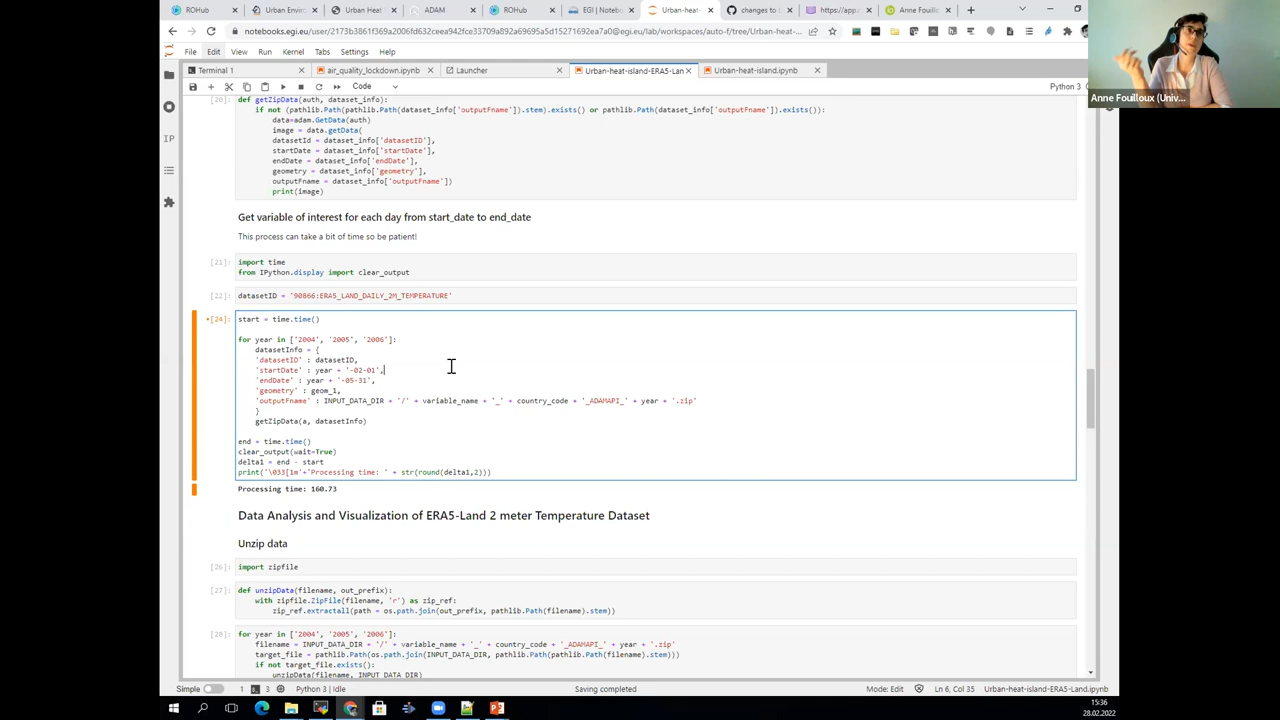 ROHub
Urban Enviro
Urban Heat
ADAM
ROHub
EGI | Notebo
Urban-heat-
changes to
https://app.
Anne Fouillou
notebooks.egi.eu/user/
File Edit View Run Kernel Tabs Settings Help
Terminal 1
air_quality_lockdown.ipynb
Launcher
Urban-heat-island-ERA5-Lan
Urban-heat-island.ipynb
Code
Python 3
Anne Fouilloux (Univ...
[20]: def getZipData(auth, dataset_info):
if not (pathlib.Path(pathlib.Path(dataset_info['outputFname']).stem).exists() or pathlib.Path(dataset_info['outputFname']).exists()):
data=adam.GetData(auth)
image = data.getData(
datasetId = dataset_info['datasetID'],
startDate = dataset_info['startDate'],
endDate = dataset_info['endDate'],
geometry = dataset_info['geometry'],
outputFname = dataset_info['outputFname'])
print(image)
Get variable of interest for each day from start_date to end_date
This process can take a bit of time so be patient!
[21]: import time
from IPython.display import clear_output
[22]: datasetID = '90866:ERA5_LAND_DAILY_2M_TEMPERATURE'
[24]: start = time.time()
for year in ['2004', '2005', '2006']:
datasetInfo = {
'datasetID' : datasetID,
'startDate' : year + '-02-01',
'endDate' : year + '-05-31',
'geometry' : geom_1,
'outputFname' : INPUT_DATA_DIR + '/' + variable_name + '_' + country_code + '_ADAMAPI_' + year + '.zip'
}
getZipData(a, datasetInfo)
end = time.time()
clear_output(wait=True)
delta1 = end - start
print('\033[1m'+'Processing time: ' + str(round(delta1,2)))
Processing time: 160.73
Data Analysis and Visualization of ERA5-Land 2 meter Temperature Dataset
Unzip data
[26]: import zipfile
[27]: def unzipData(filename, out_prefix):
with zipfile.ZipFile(filename, 'r') as zip_ref:
zip_ref.extractall(path = os.path.join(out_prefix, pathlib.Path(filename).stem))
[28]: for year in ['2004', '2005', '2006']:
filename = INPUT_DATA_DIR + '/' + variable_name + '_' + country_code + '_ADAMAPI_' + year + '.zip'
target_file = pathlib.Path(os.path.join(INPUT_DATA_DIR, pathlib.Path(pathlib.Path(filename).stem)))
if not target_file.exists():
unzipData(filename, INPUT_DATA_DIR)
Simple 1 3 Python 3 | Idle
Saving completed
Mode: Edit Ln 6, Col 35 Urban-heat-island-ERA5-Land.ipynb
15:36
28.02.2022